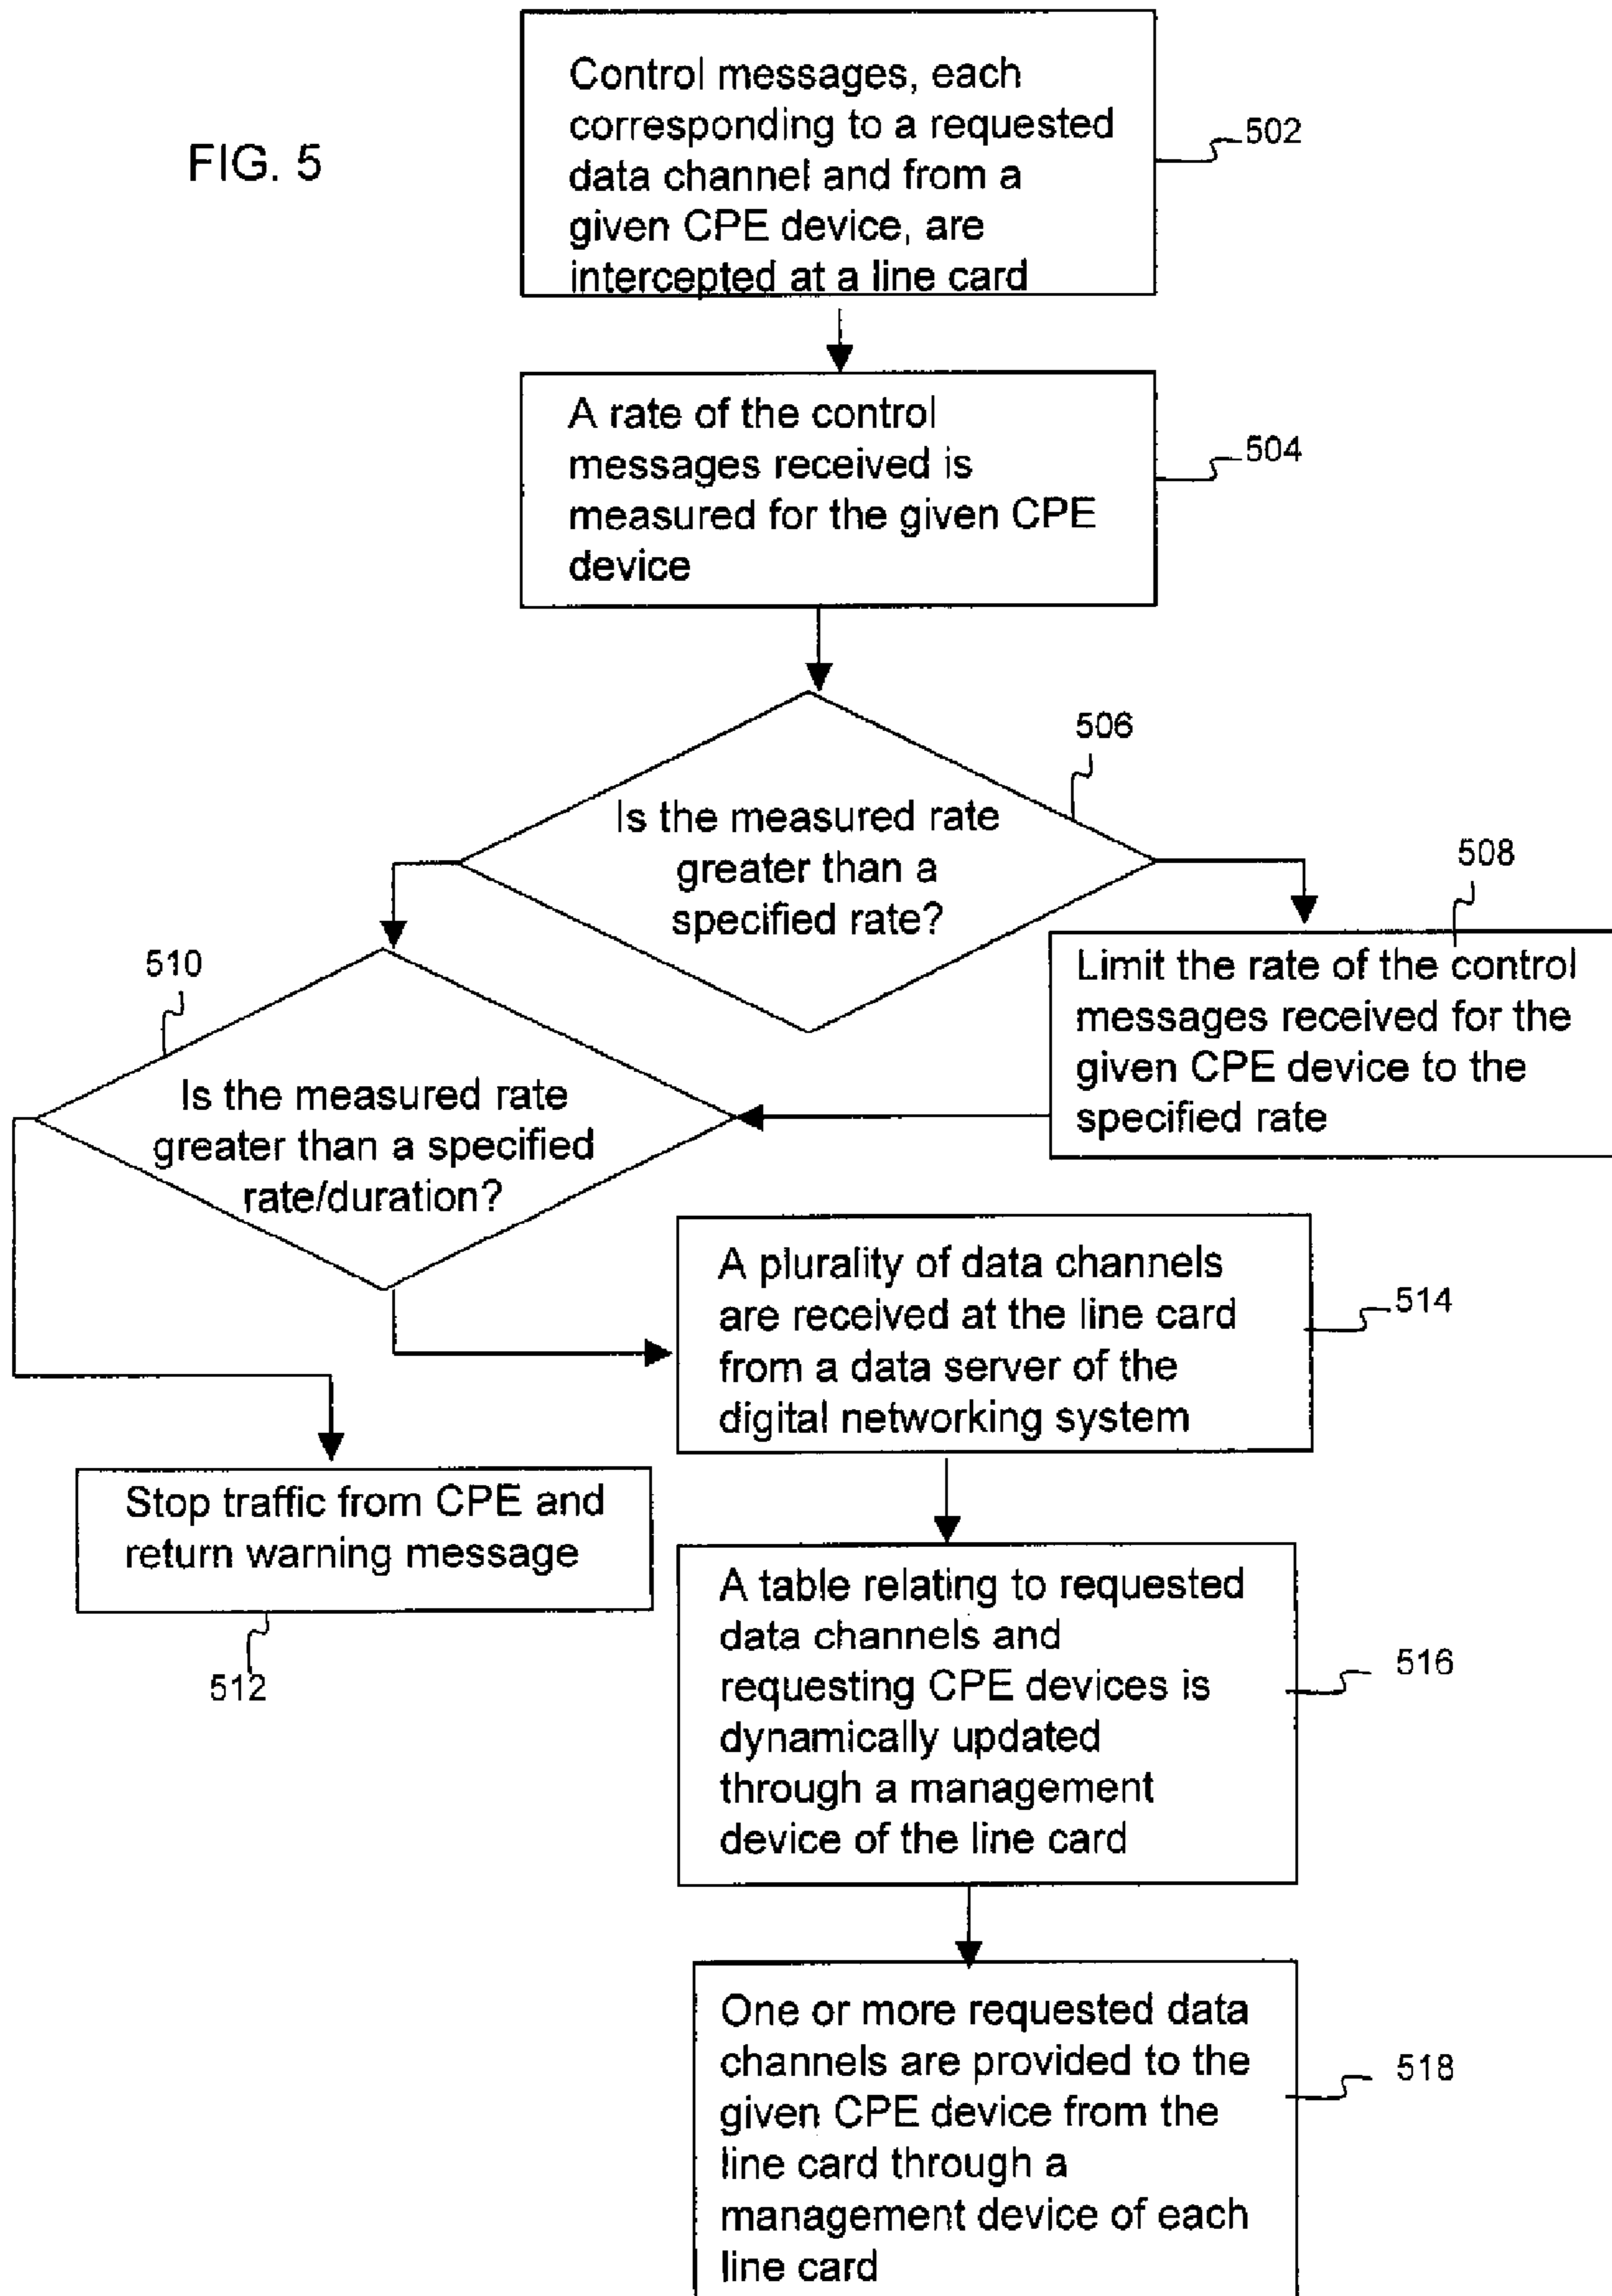 FIG. 5
Control messages, each
corresponding to a requested
data channel and from a
given CPE device, are
intercepted at a line card
502
A rate of the control
messages received is
measured for the given CPE
device
504
506
Is the measured rate
greater than a
specified rate?
508
Limit the rate of the control
messages received for the
given CPE device to the
specified rate
510
Is the measured rate
greater than a specified
rate/duration?
A plurality of data channels
are received at the line card
from a data server of the
digital networking system
514
Stop traffic from CPE and
return warning message
512
A table relating to requested
data channels and
requesting CPE devices is
dynamically updated
through a management
device of the line card
516
One or more requested data
channels are provided to the
given CPE device from the
line card through a
management device of each
line card
518